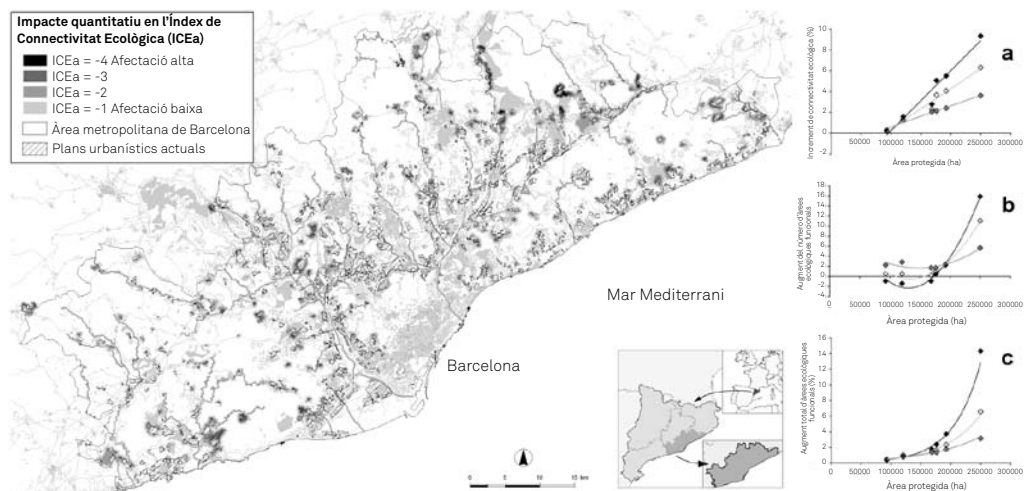 Impacte quantitatiu en l'Índex de
Connectivitat Ecològica (ICEa)
ICEa = -4 Afectació alta
ICEa = -3
ICEa = -2
ICEa = -1 Afectació baixa
Àrea metropolitana de Barcelona
Plans urbanístics actuals
Mar Mediterrani
Barcelona
0 5 10 15 km
a
Increment de connectivitat ecològica (%)
10
8
6
4
2
0
-2
50000 100000 150000 200000 250000 300000
Àrea protegida (ha)
b
Augment del número d'àrees
ecològiques funcionals
18
16
14
12
10
8
6
4
2
0
-2
-4
0 50000 100000 150000 200000 250000 300000
Àrea protegida (ha)
c
Augment total d'àrees ecològiques
funcionals (%)
16
14
12
10
8
6
4
2
0
0 50000 100000 150000 200000 250000 300000
Àrea protegida (ha)